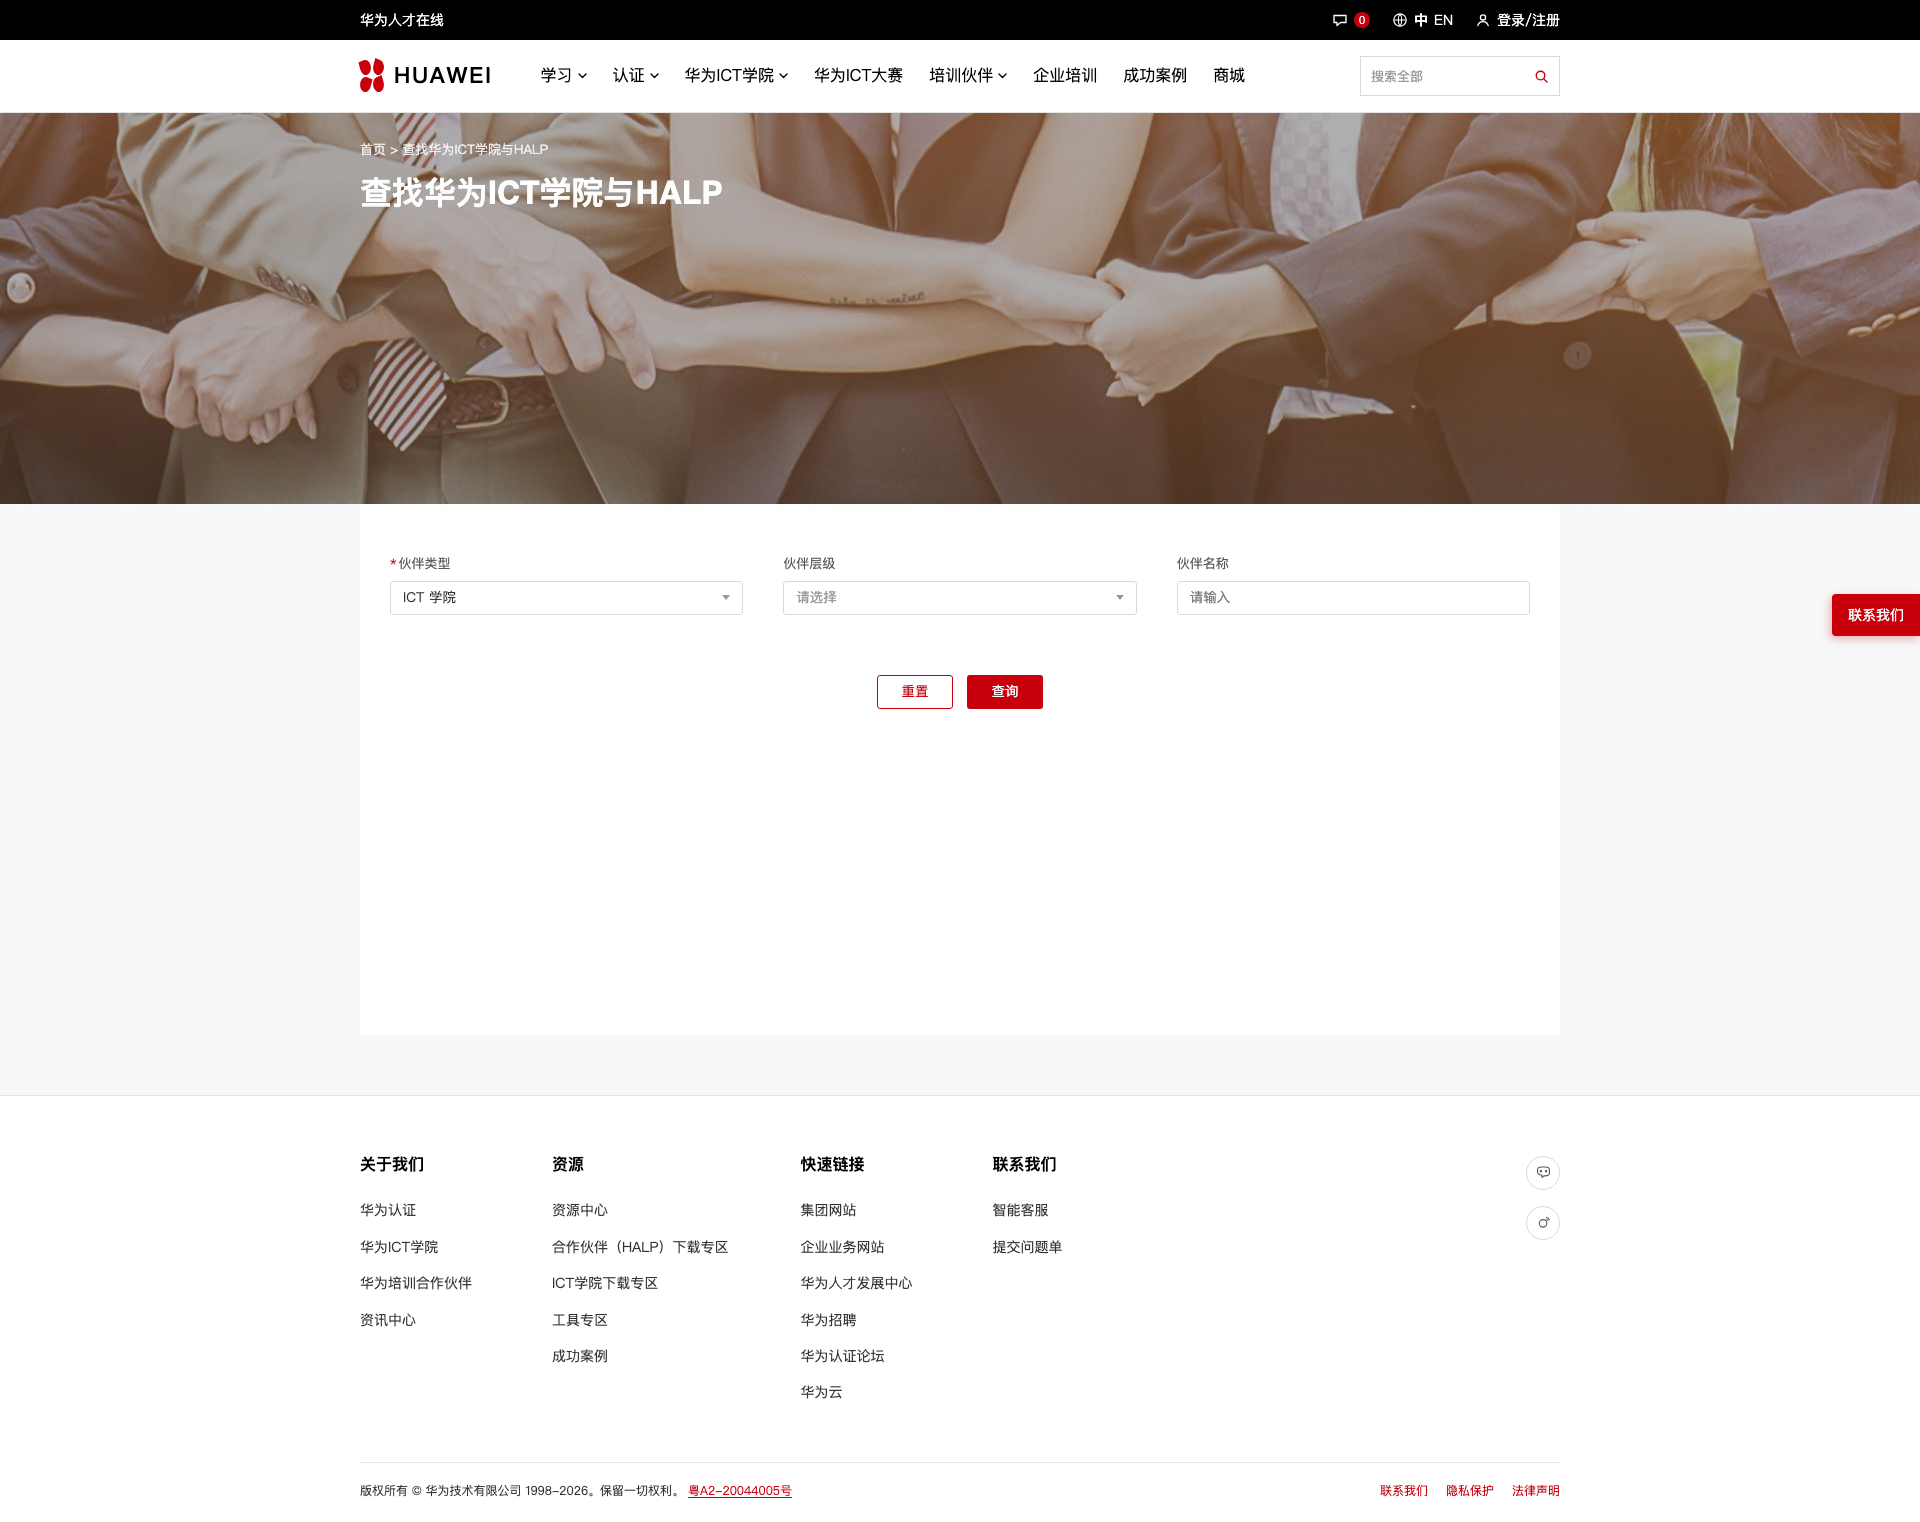 华为人才在线
0
中 EN
登录/注册
HUAWEI
学习
认证
华为ICT学院
华为ICT大赛
培训伙伴
企业培训
成功案例
商城
搜索全部
首页 > 查找华为ICT学院与HALP
查找华为ICT学院与HALP
this is mine
*伙伴类型
伙伴层级
伙伴名称
ICT 学院
请选择
请输入
联系我们
重置
查询
关于我们
华为认证
华为ICT学院
华为培训合作伙伴
资讯中心
资源
资源中心
合作伙伴（HALP）下载专区
ICT学院下载专区
工具专区
成功案例
快速链接
集团网站
企业业务网站
华为人才发展中心
华为招聘
华为认证论坛
华为云
联系我们
智能客服
提交问题单
版权所有 © 华为技术有限公司 1998-2026。保留一切权利。 粤A2-20044005号
联系我们
隐私保护
法律声明